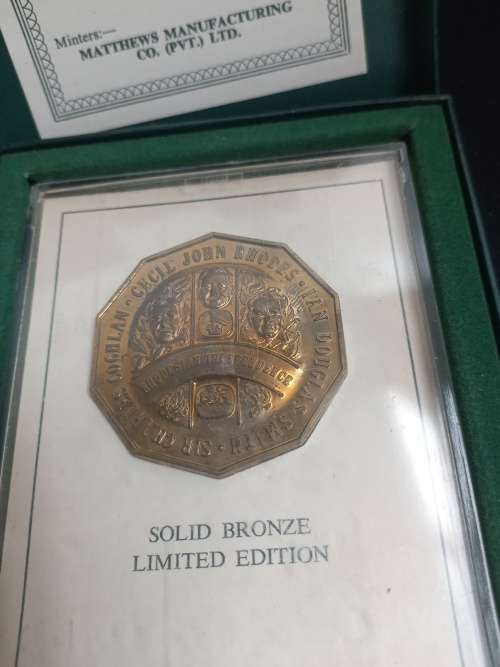 Minters:—
MATTHEWS MANUFACTURING
CO. (PVT.) LTD.
SIR CHARLES COGHLAN · CECIL JOHN RHODES · IAN DOUGLAS SMITH ·
INDEPENDENCE
SOLID BRONZE
LIMITED EDITION